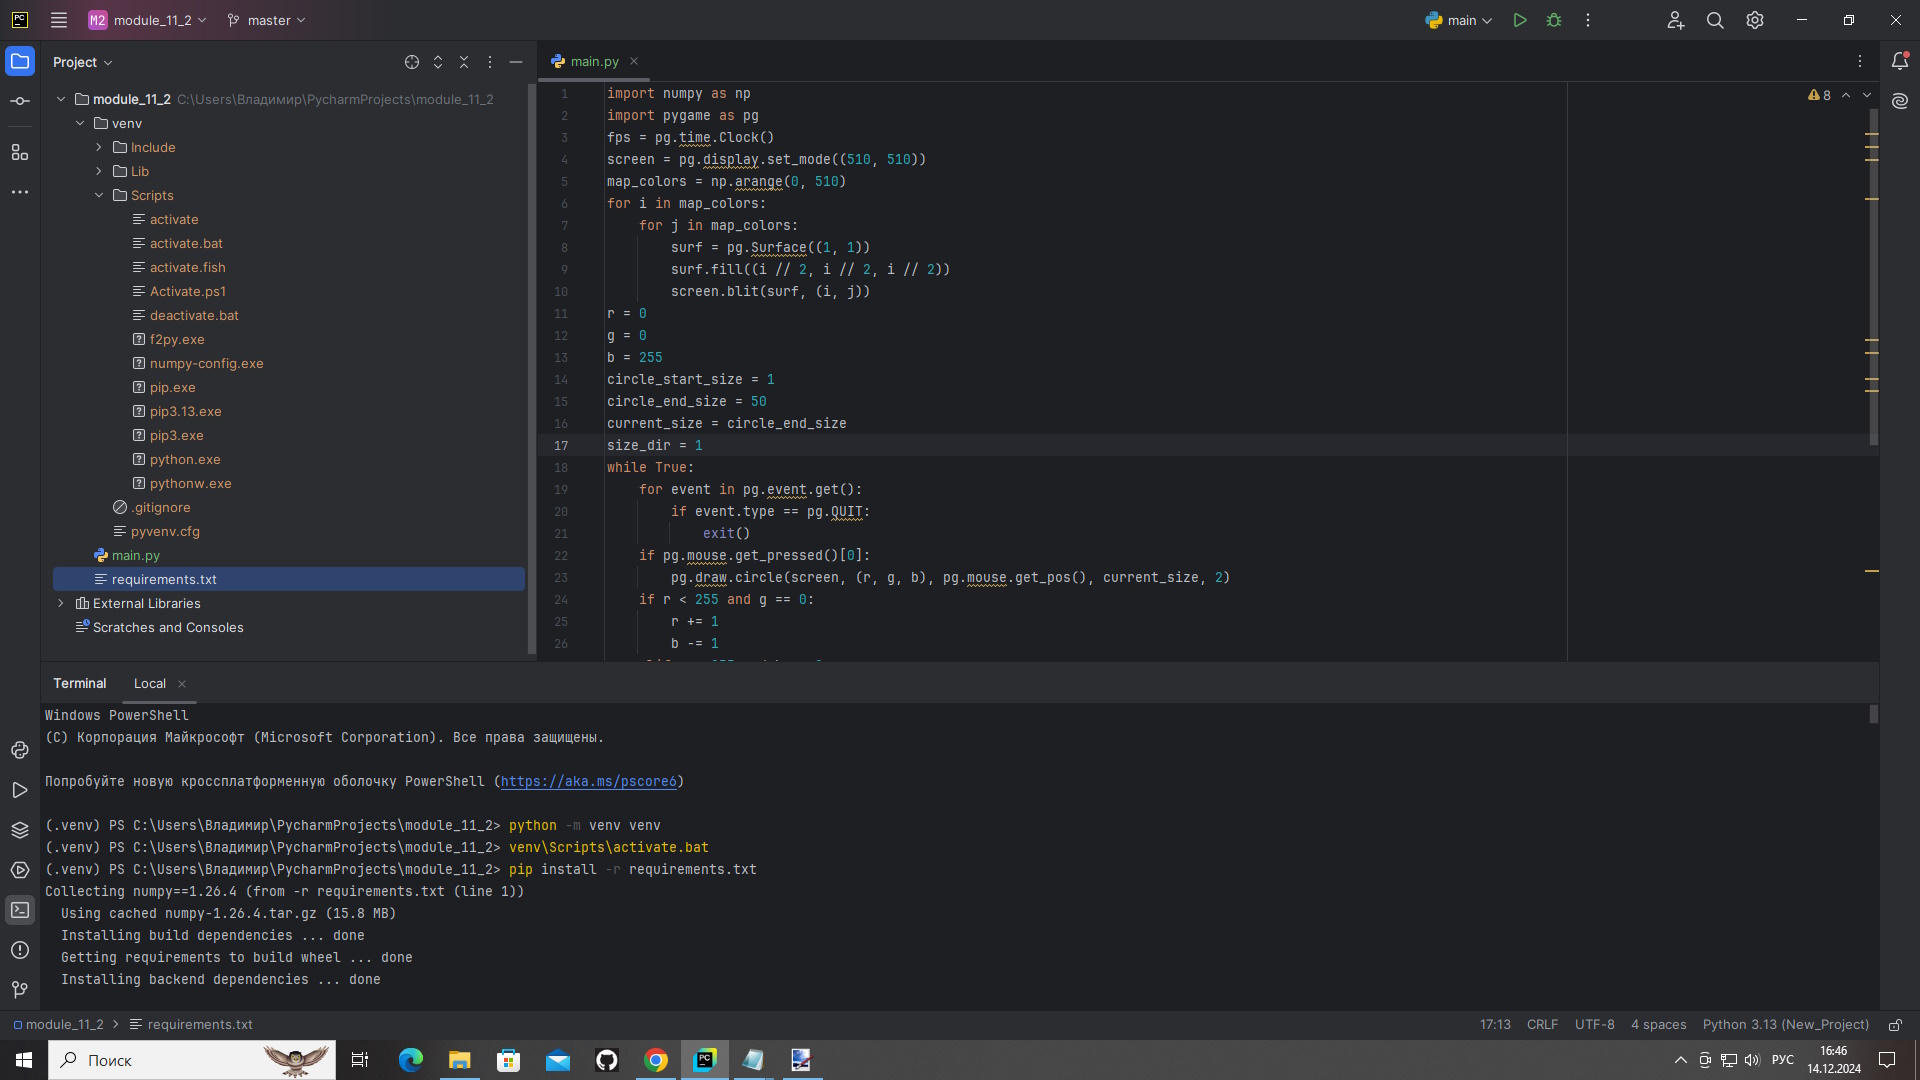 PC M2 module_11_2 master main
Project
module_11_2 C:\Users\Владимир\PycharmProjects\module_11_2
venv
Include
Lib
Scripts
activate
activate.bat
activate.fish
Activate.ps1
deactivate.bat
f2py.exe
numpy-config.exe
pip.exe
pip3.13.exe
pip3.exe
python.exe
pythonw.exe
.gitignore
pyvenv.cfg
main.py
requirements.txt
External Libraries
Scratches and Consoles
main.py
8
1 import numpy as np
2 import pygame as pg
3 fps = pg.time.Clock()
4 screen = pg.display.set_mode((510, 510))
5 map_colors = np.arange(0, 510)
6 for i in map_colors:
7 for j in map_colors:
8 surf = pg.Surface((1, 1))
9 surf.fill((i // 2, i // 2, i // 2))
10 screen.blit(surf, (i, j))
11 r = 0
12 g = 0
13 b = 255
14 circle_start_size = 1
15 circle_end_size = 50
16 current_size = circle_end_size
17 size_dir = 1
18 while True:
19 for event in pg.event.get():
20 if event.type == pg.QUIT:
21 exit()
22 if pg.mouse.get_pressed()[0]:
23 pg.draw.circle(screen, (r, g, b), pg.mouse.get_pos(), current_size, 2)
24 if r < 255 and g == 0:
25 r += 1
26 b -= 1
Terminal Local
Windows PowerShell
(C) Корпорация Майкрософт (Microsoft Corporation). Все права защищены.
Попробуйте новую кроссплатформенную оболочку PowerShell (https://aka.ms/pscore6)
(.venv) PS C:\Users\Владимир\PycharmProjects\module_11_2> python -m venv venv
(.venv) PS C:\Users\Владимир\PycharmProjects\module_11_2> venv\Scripts\activate.bat
(.venv) PS C:\Users\Владимир\PycharmProjects\module_11_2> pip install -r requirements.txt
Collecting numpy==1.26.4 (from -r requirements.txt (line 1))
Using cached numpy-1.26.4.tar.gz (15.8 MB)
Installing build dependencies ... done
Getting requirements to build wheel ... done
Installing backend dependencies ... done
module_11_2 > requirements.txt 17:13 CRLF UTF-8 4 spaces Python 3.13 (New_Project)
Поиск
PC
РУС
16:46
14.12.2024